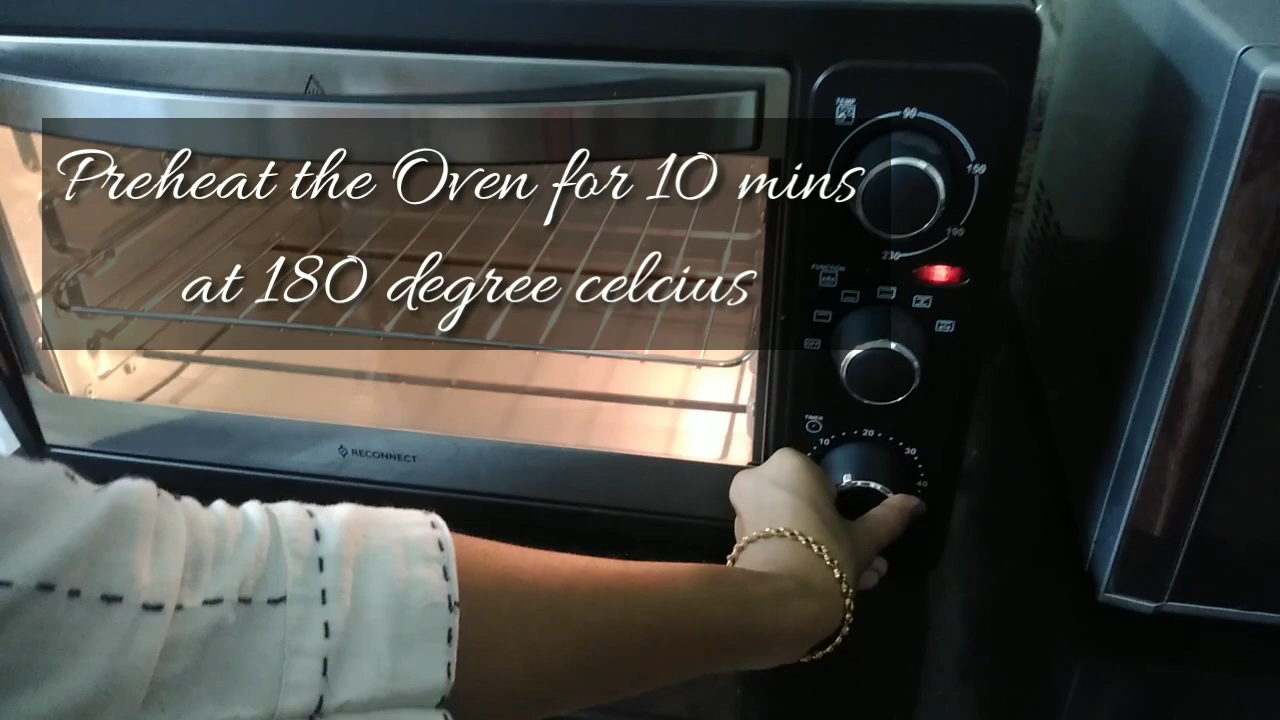 Preheat the Oven for 10 mins
at 180 degree celcius
TEMP
90
150
190
230
FUNCTION
TIMER
10
20
30
40
RECONNECT